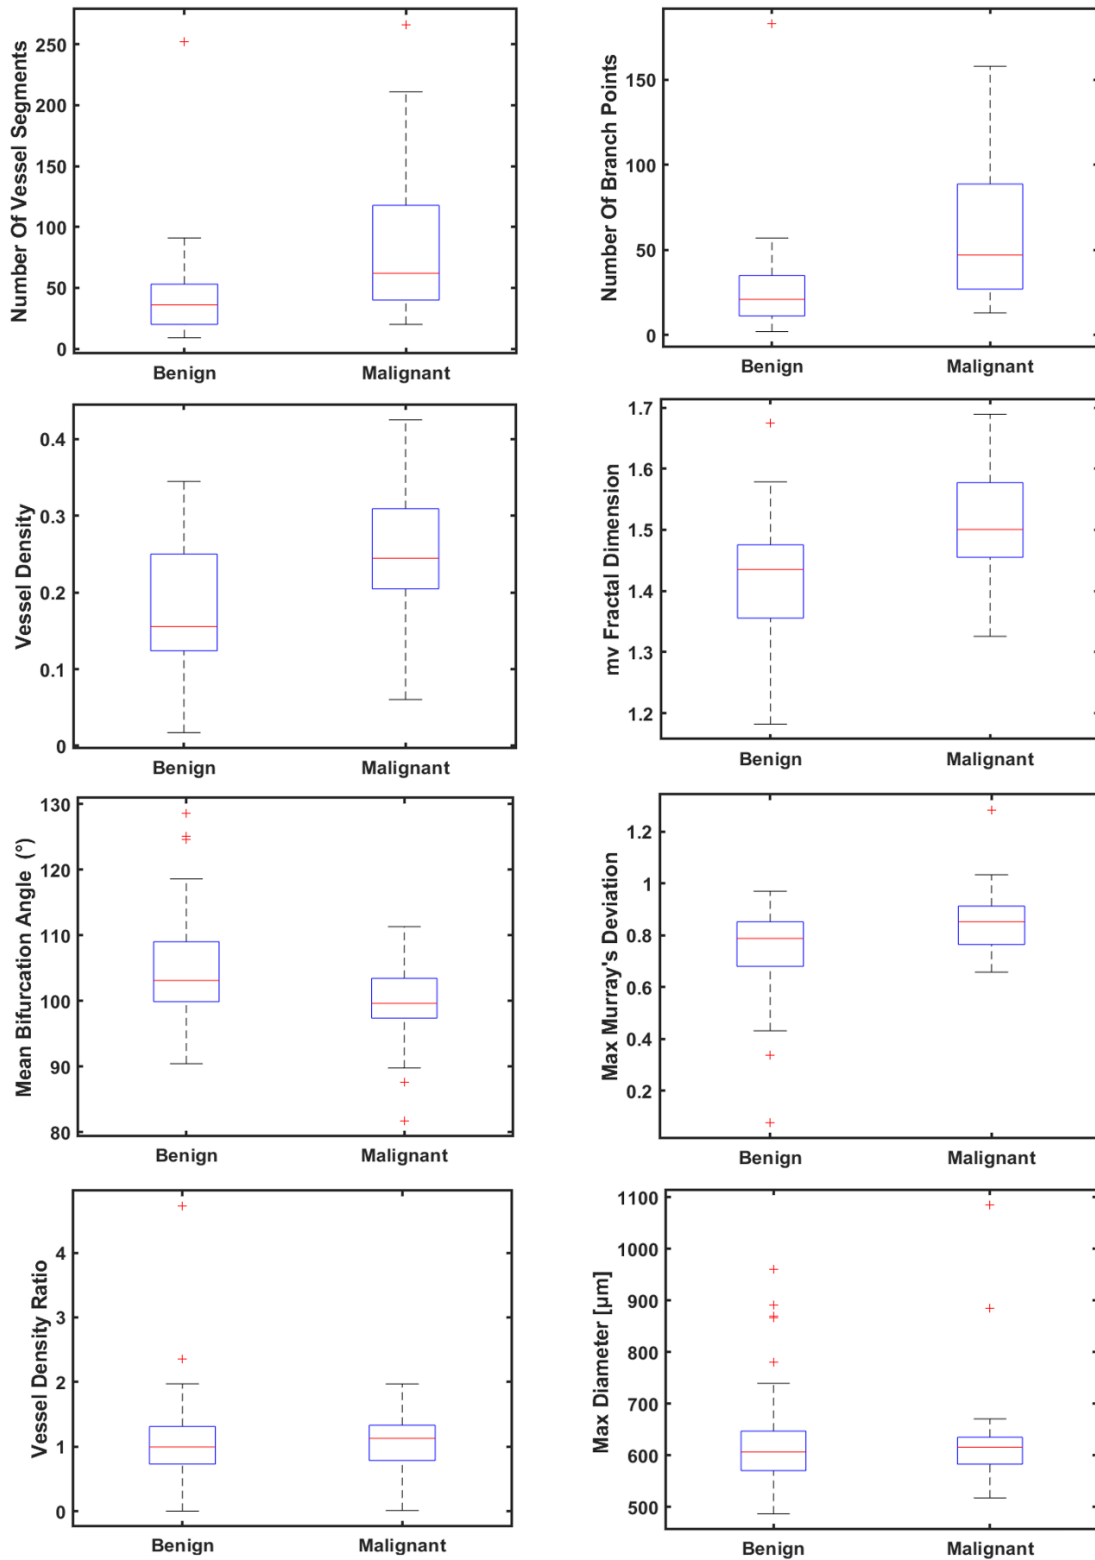 Number Of Vessel Segments
250
200
150
100
50
0
Benign Malignant
Number Of Branch Points
150
100
50
0
Benign Malignant
Vessel Density
0.4
0.3
0.2
0.1
0
Benign Malignant
mv Fractal Dimension
1.7
1.6
1.5
1.4
1.3
1.2
Benign Malignant
Mean Bifurcation Angle (°)
130
120
110
100
90
80
Benign Malignant
Max Murray's Deviation
1.2
1
0.8
0.6
0.4
0.2
Benign Malignant
Vessel Density Ratio
4
3
2
1
0
Benign Malignant
Max Diameter [µm]
1100
1000
900
800
700
600
500
Benign Malignant